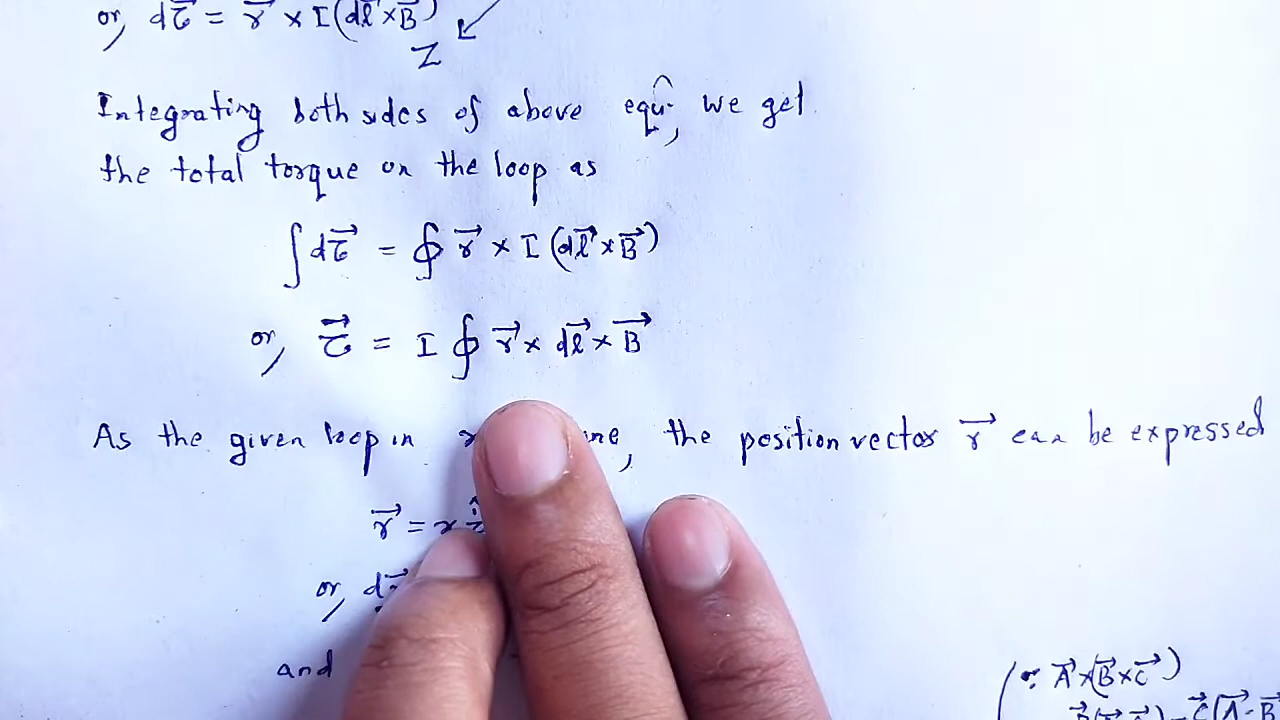 or, dτ⃗ = r⃗ × I(dl⃗×B⃗)
Z
Integrating both sides of above equn, we get
the total torque on the loop as
∫dτ⃗ = ∮ r⃗ × I (dl⃗×B⃗)
or, τ⃗ = I ∮ r⃗ × dl⃗ × B⃗
As the given loop in the position vector r⃗ can be expressed
r⃗ = x î
or,
and
(∵ A⃗×(B⃗×C⃗)